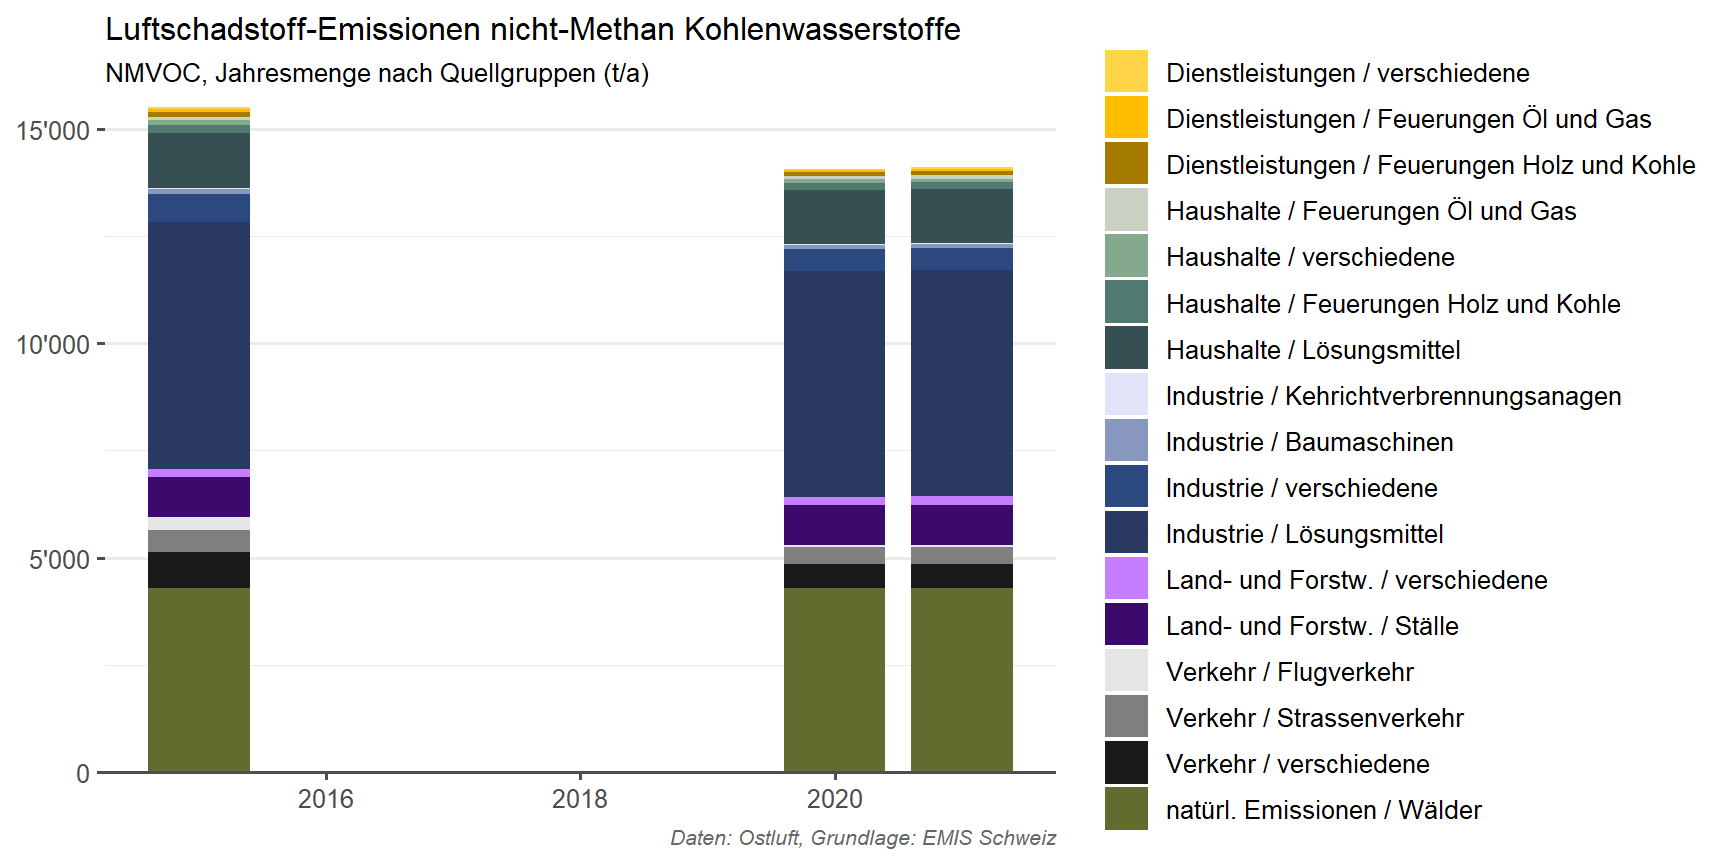 Luftschadstoff-Emissionen nicht-Methan Kohlenwasserstoffe
NMVOC, Jahresmenge nach Quellgruppen (t/a)
15'000
10'000
5'000
0
2016
2018
2020
Daten: Ostluft, Grundlage: EMIS Schweiz
Dienstleistungen / verschiedene
Dienstleistungen / Feuerungen Öl und Gas
Dienstleistungen / Feuerungen Holz und Kohle
Haushalte / Feuerungen Öl und Gas
Haushalte / verschiedene
Haushalte / Feuerungen Holz und Kohle
Haushalte / Lösungsmittel
Industrie / Kehrichtverbrennungsanagen
Industrie / Baumaschinen
Industrie / verschiedene
Industrie / Lösungsmittel
Land- und Forstw. / verschiedene
Land- und Forstw. / Ställe
Verkehr / Flugverkehr
Verkehr / Strassenverkehr
Verkehr / verschiedene
natürl. Emissionen / Wälder